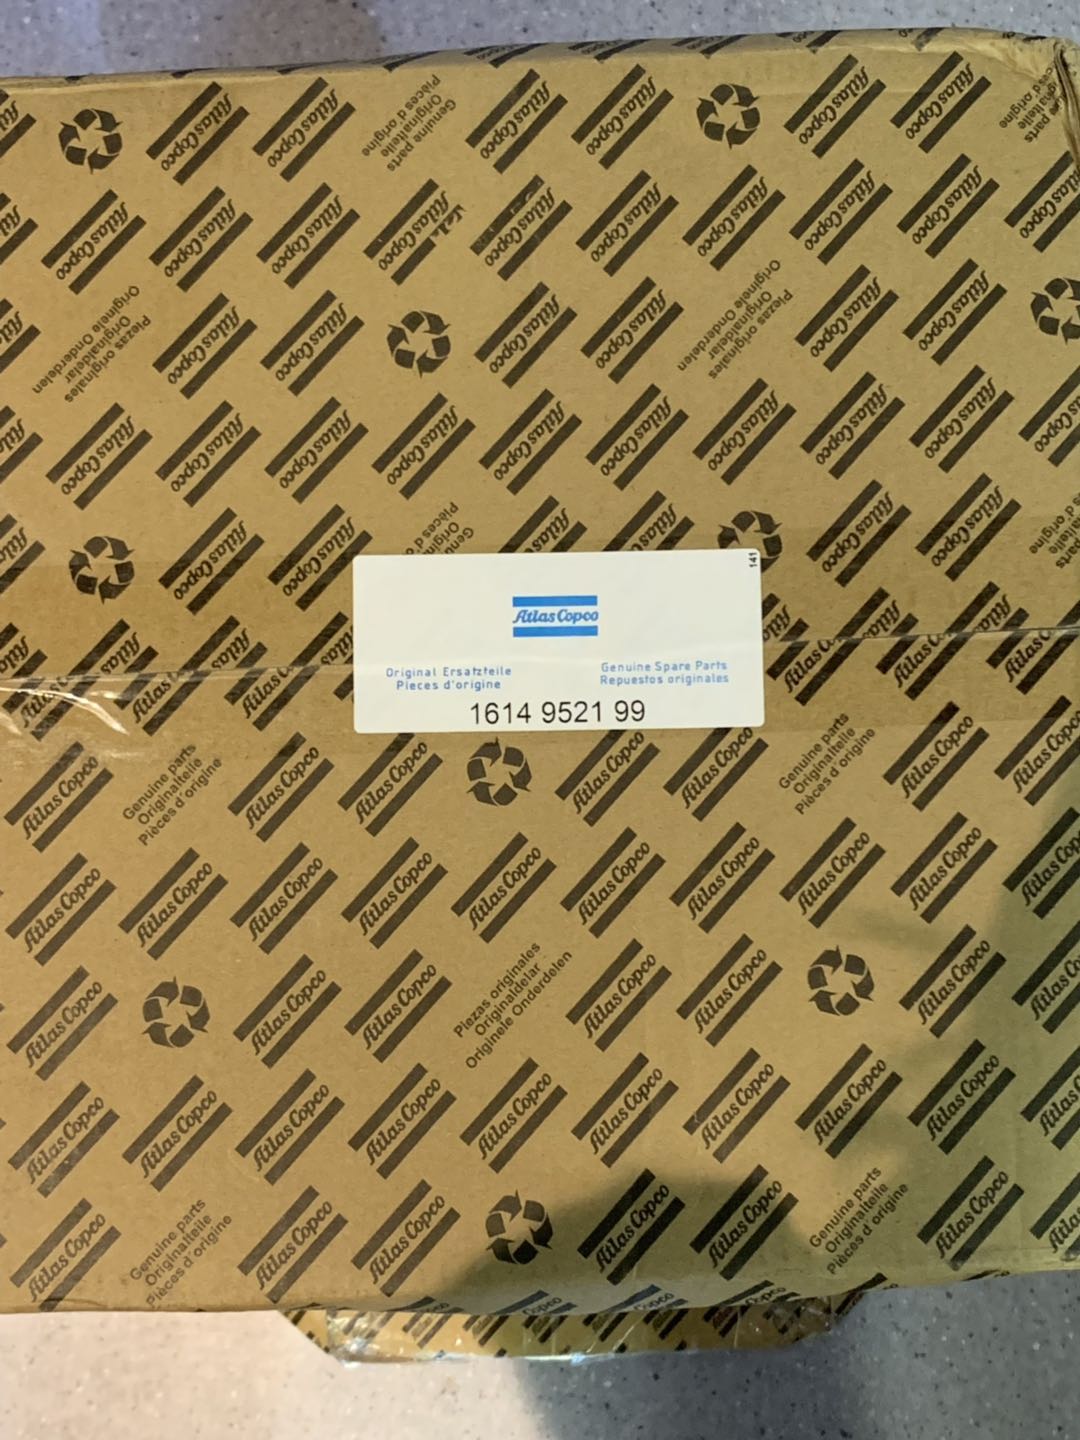 141
Atlas Copco
Original Ersatzteile
Pieces d'origine
Genuine Spare Parts
Repuestos originales
1614 9521 99
Atlas Copco
Genuine parts
Originalteile
Pièces d'origine
Piezas originales
Originaldelar
Originele Onderdelen